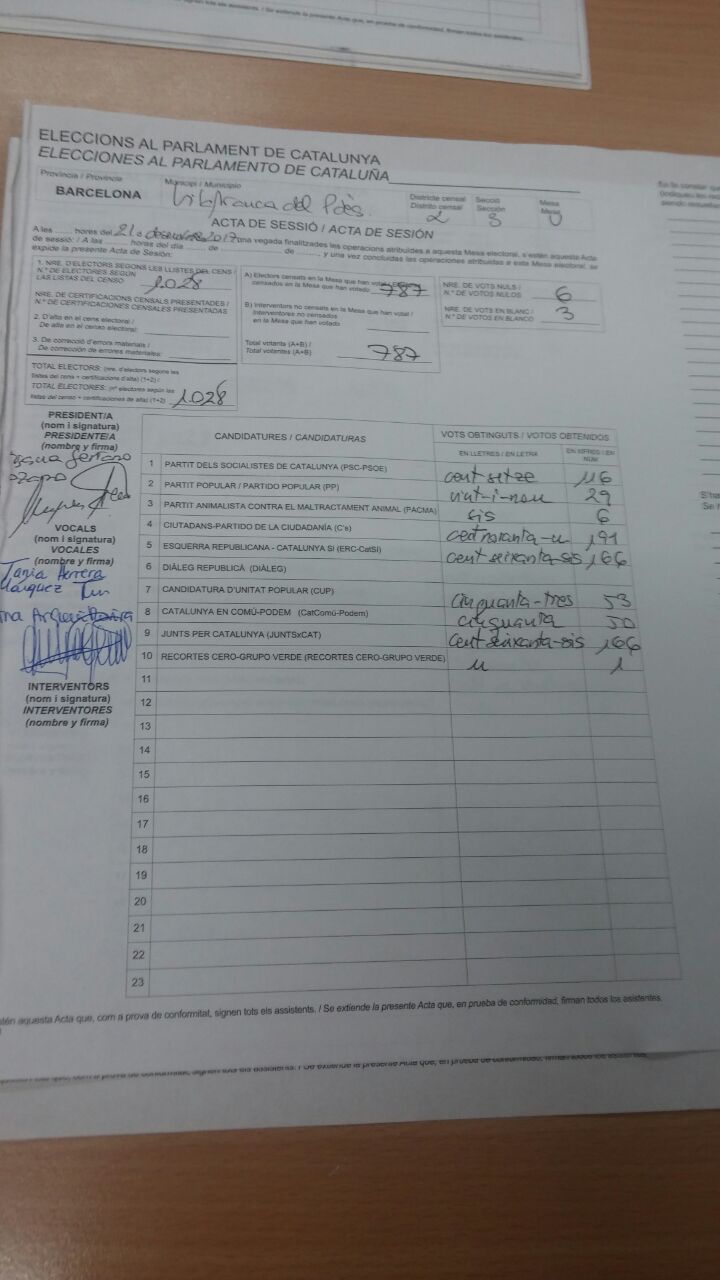 ELECCIONS AL PARLAMENT DE CATALUNYA
ELECCIONES AL PARLAMENTO DE CATALUÑA
Província / Provincia
BARCELONA
Municipi / Municipio
Vilafranca del Pdès.
Districte censal
Distrito censal 2
Secció
Sección 3
Mesa
Mesa U
ACTA DE SESSIÓ / ACTA DE SESIÓN
A les ...... hores del 21 de desembre 2017 una vegada finalitzades les operacions atribuïdes a aquesta Mesa electoral, s'estén aquesta Acta
de sessió: / A las ...... horas del día ...... de ...... de ......, y una vez concluidas las operaciones atribuidas a esta Mesa electoral, se
expide la presente Acta de Sesión:
1. NRE. D'ELECTORS SEGONS LES LLISTES DEL CENS /
N.º DE ELECTORES SEGÚN
LAS LISTAS DEL CENSO 1.028
NRE. DE CERTIFICACIONS CENSALS PRESENTADES /
N.º DE CERTIFICACIONES CENSALES PRESENTADAS
2. D'alta en el cens electoral /
De alta en el censo electoral:
3. De correcció d'errors materials /
De corrección de errores materiales:
TOTAL ELECTORS: (nre. d'electors segons les
llistes del cens + certificacions d'alta) (1+2) /
TOTAL ELECTORES: (nº electores según las
listas del censo + certificaciones de alta) (1+2) 1.028
A) Electors censats en la Mesa que han votat /
censados en la Mesa que han votado 787
B) Interventors no censats en la Mesa que han votat /
Interventores no censados
en la Mesa que han votado
Total votants (A+B) /
Total votantes (A+B) 787
NRE. DE VOTS NULS /
N.º DE VOTOS NULOS 6
NRE. DE VOTS EN BLANC /
N.º DE VOTOS EN BLANCO 3
PRESIDENT/A
(nom i signatura)
PRESIDENTE/A
(nombre y firma)
VOCALS
(nom i signatura)
VOCALES
(nombre y firma)
Tania Herrera
Márquez
INTERVENTORS
(nom i signatura)
INTERVENTORES
(nombre y firma)
CANDIDATURES / CANDIDATURAS
VOTS OBTINGUTS / VOTOS OBTENIDOS
EN LLETRES / EN LETRA
EN XIFRES / EN NÚM.
1 PARTIT DELS SOCIALISTES DE CATALUNYA (PSC-PSOE) cent setze 116
2 PARTIT POPULAR / PARTIDO POPULAR (PP) vint-i-nou 29
3 PARTIT ANIMALISTA CONTRA EL MALTRACTAMENT ANIMAL (PACMA) sis 6
4 CIUTADANS-PARTIDO DE LA CIUDADANÍA (C's) cent noranta-u 191
5 ESQUERRA REPUBLICANA - CATALUNYA SÍ (ERC-CatSí) cent seixanta-sis 166
6 DIÀLEG REPUBLICÀ (DIÀLEG)
7 CANDIDATURA D'UNITAT POPULAR (CUP) cinquanta-tres 53
8 CATALUNYA EN COMÚ-PODEM (CatComú-Podem) cinquanta 50
9 JUNTS PER CATALUNYA (JUNTSxCAT) cent seixanta-sis 166
10 RECORTES CERO-GRUPO VERDE (RECORTES CERO-GRUPO VERDE) u 1
11
12
13
14
15
16
17
18
19
20
21
22
23
estén aquesta Acta que, com a prova de conformitat, signen tots els assistents. / Se extiende la presente Acta que, en prueba de conformidad, firman todos los asistentes.